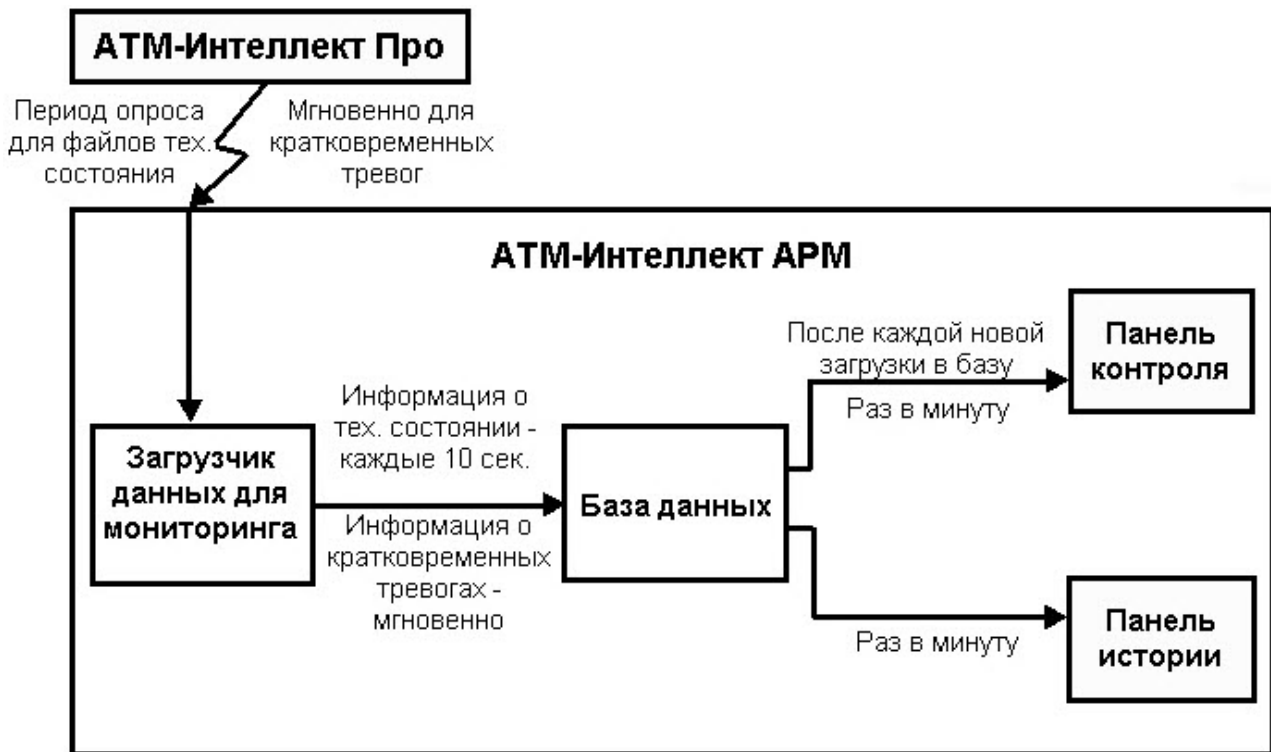 АТМ-Интеллект Про
Период опроса
для файлов тех.
состояния
Мгновенно для
кратковременных
тревог
АТМ-Интеллект АРМ
Загрузчик
данных для
мониторинга
Информация о
тех. состоянии -
каждые 10 сек.
Информация о
кратковременных
тревогах -
мгновенно
База данных
После каждой новой
загрузки в базу
Раз в минуту
Панель
контроля
Раз в минуту
Панель
истории